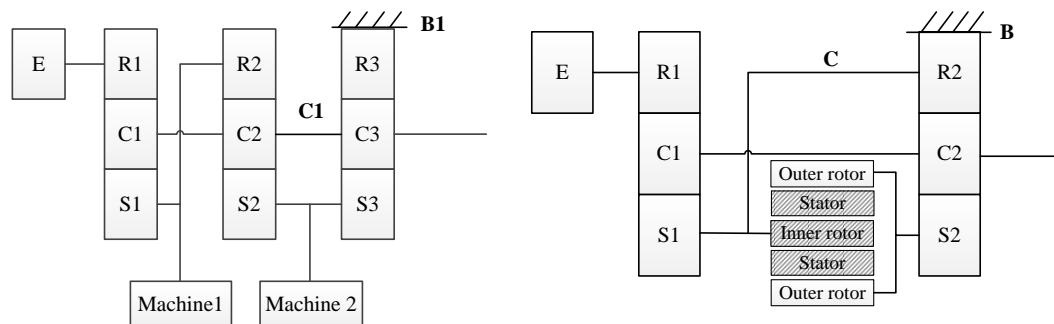 E
R1
R2
R3
B1
C1
C2
C1
C3
S1
S2
S3
Machine1
Machine 2
E
R1
C
R2
B
C1
C2
Outer rotor
Stator
S1
Inner rotor
S2
Stator
Outer rotor